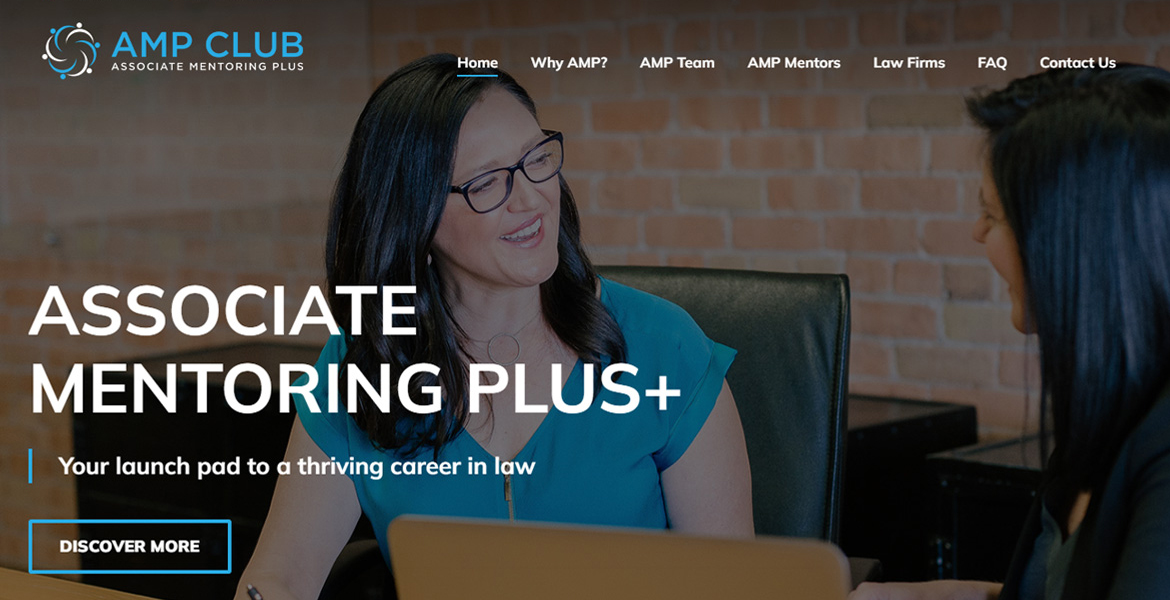 AMP CLUB
ASSOCIATE MENTORING PLUS
Home Why AMP? AMP Team AMP Mentors Law Firms FAQ Contact Us
ASSOCIATE
MENTORING PLUS+
Your launch pad to a thriving career in law
DISCOVER MORE